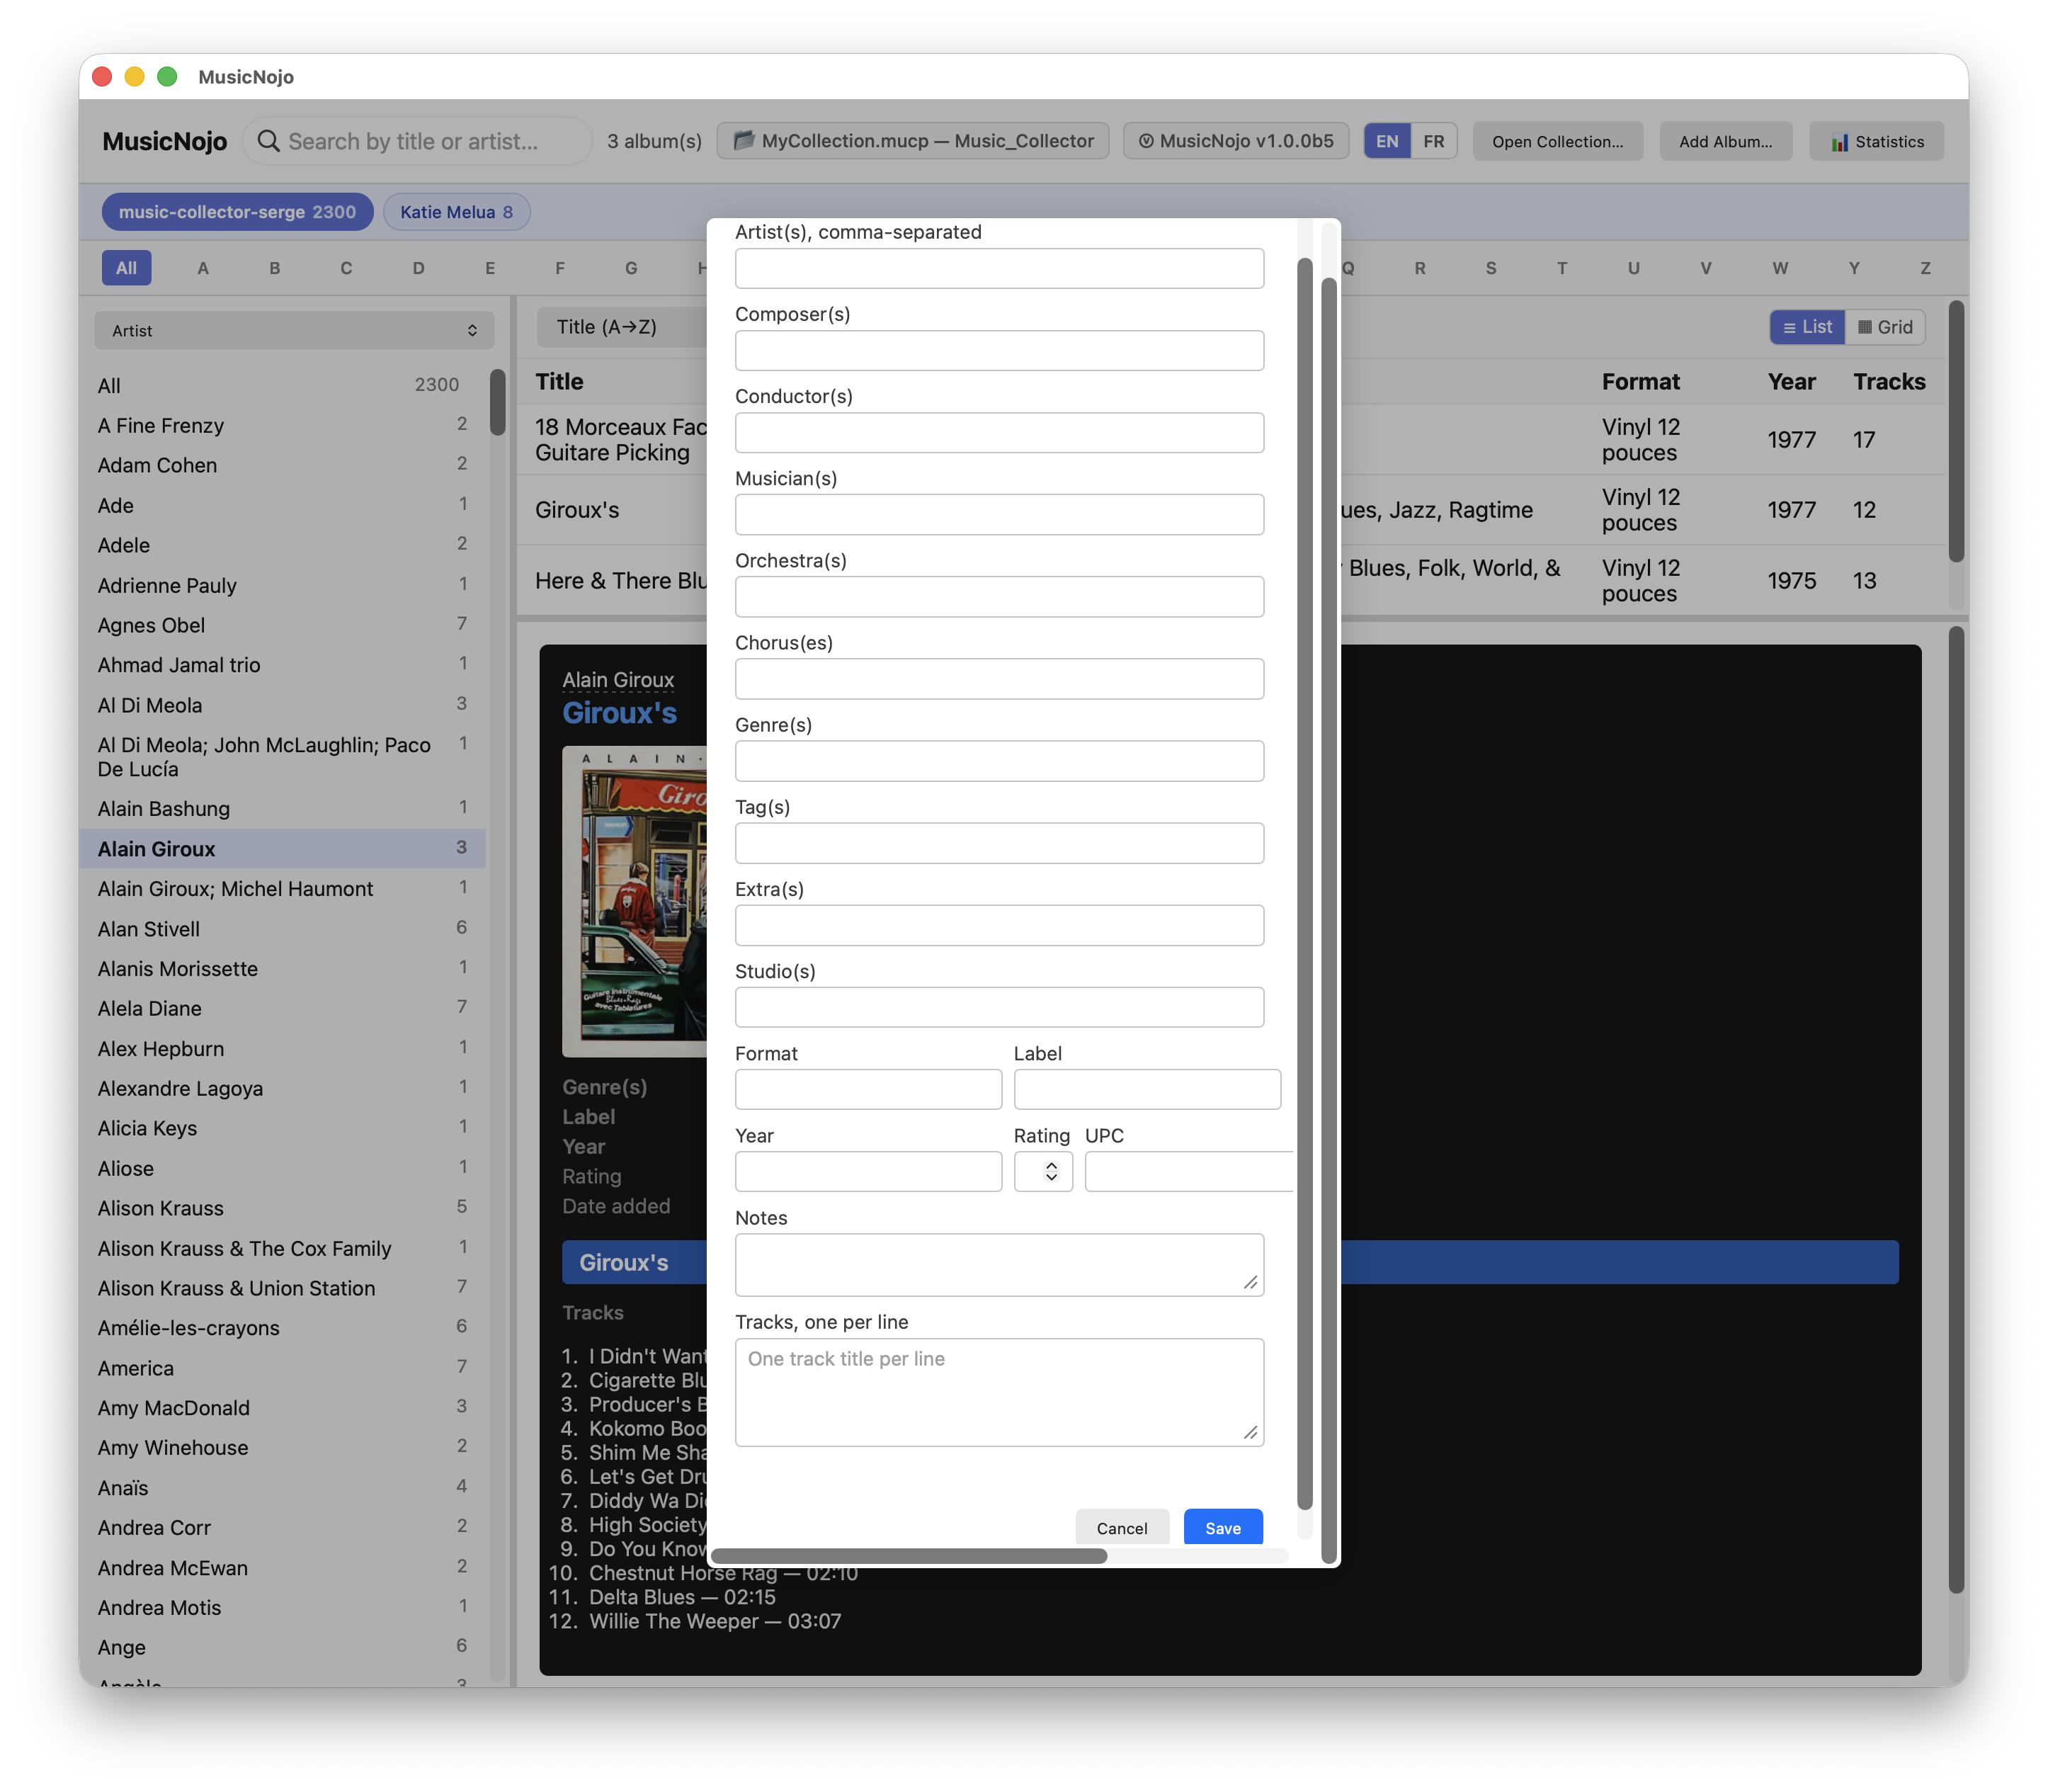 MusicNojo
MusicNojo
Search by title or artist...
3 album(s)
MyCollection.mucp — Music_Collector
Ⓥ MusicNojo v1.0.0b5
EN
FR
Open Collection...
Add Album...
Statistics
music-collector-serge 2300
Katie Melua 8
All A B C D E F G H Q R S T U V W Y Z
Artist
All 2300
A Fine Frenzy 2
Adam Cohen 2
Ade 1
Adele 2
Adrienne Pauly 1
Agnes Obel 7
Ahmad Jamal trio 1
Al Di Meola 3
Al Di Meola; John McLaughlin; Paco 1
De Lucía
Alain Bashung 1
Alain Giroux 3
Alain Giroux; Michel Haumont 1
Alan Stivell 6
Alanis Morissette 1
Alela Diane 7
Alex Hepburn 1
Alexandre Lagoya 1
Alicia Keys 1
Aliose 1
Alison Krauss 5
Alison Krauss & The Cox Family 1
Alison Krauss & Union Station 7
Amélie-les-crayons 6
America 7
Amy MacDonald 3
Amy Winehouse 2
Anaïs 4
Andrea Corr 2
Andrea McEwan 2
Andrea Motis 1
Ange 6
Title (A→Z)
List
Grid
Title
Format
Year
Tracks
18 Morceaux Fac
Guitare Picking
Vinyl 12
pouces
1977
17
Giroux's
ues, Jazz, Ragtime
Vinyl 12
pouces
1977
12
Here & There Blu
Blues, Folk, World, &
Vinyl 12
pouces
1975
13
Alain Giroux
Giroux's
A L A I N ·
Giro
Guitare Instrumentale
Blues & Rags
avec Tablatures
Genre(s)
Label
Year
Rating
Date added
Giroux's
Tracks
1. I Didn't Want
2. Cigarette Blu
3. Producer's B
4. Kokomo Boo
5. Shim Me Sha
6. Let's Get Dru
7. Diddy Wa Di
8. High Society
9. Do You Know
10. Chestnut Horse Rag — 02:10
11. Delta Blues — 02:15
12. Willie The Weeper — 03:07
Artist(s), comma-separated
Composer(s)
Conductor(s)
Musician(s)
Orchestra(s)
Chorus(es)
Genre(s)
Tag(s)
Extra(s)
Studio(s)
Format
Label
Year
Rating
UPC
Notes
Tracks, one per line
One track title per line
Cancel
Save